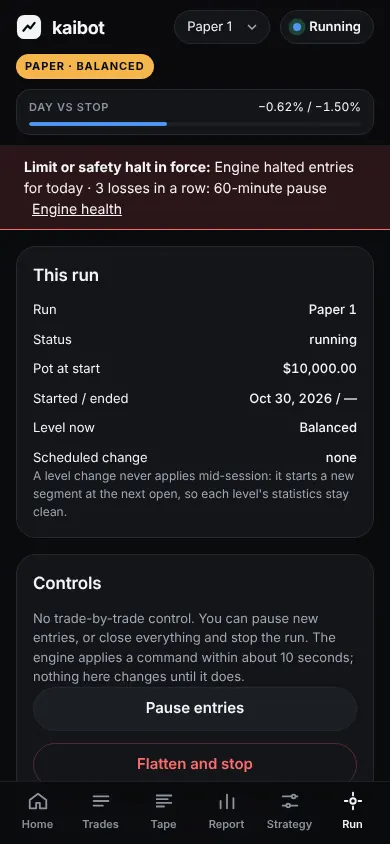 kaibot
Paper 1
Running
PAPER · BALANCED
DAY VS STOP
−0.62% / −1.50%
Limit or safety halt in force: Engine halted entries
for today · 3 losses in a row: 60-minute pause
Engine health
This run
Run Paper 1
Status running
Pot at start $10,000.00
Started / ended Oct 30, 2026 / —
Level now Balanced
Scheduled change none
A level change never applies mid-session: it starts a new
segment at the next open, so each level's statistics stay
clean.
Controls
No trade-by-trade control. You can pause new
entries, or close everything and stop the run. The
engine applies a command within about 10 seconds;
nothing here changes until it does.
Pause entries
Flatten and stop
Home Trades Tape Report Strategy Run